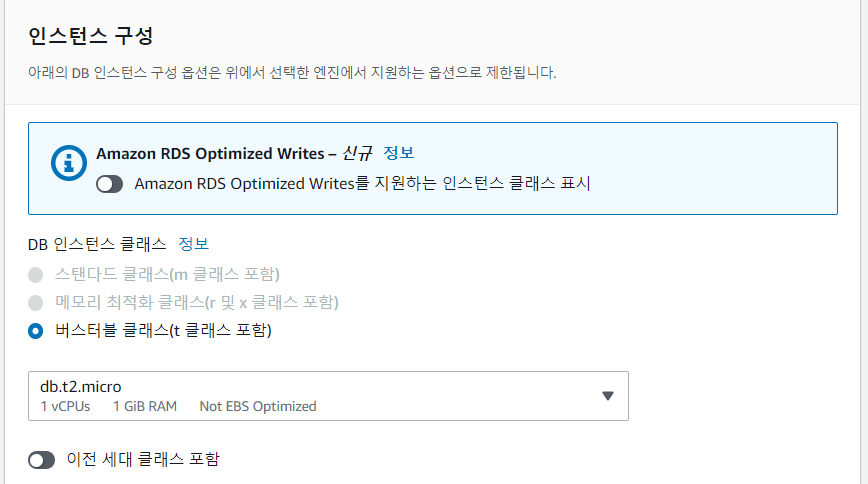 인스턴스 구성
아래의 DB 인스턴스 구성 옵션은 위에서 선택한 엔진에서 지원하는 옵션으로 제한됩니다.
Amazon RDS Optimized Writes – 신규 정보
Amazon RDS Optimized Writes를 지원하는 인스턴스 클래스 표시
DB 인스턴스 클래스 정보
스탠다드 클래스(m 클래스 포함)
메모리 최적화 클래스(r 및 x 클래스 포함)
버스터블 클래스(t 클래스 포함)
db.t2.micro
1 vCPUs 1 GiB RAM Not EBS Optimized
이전 세대 클래스 포함